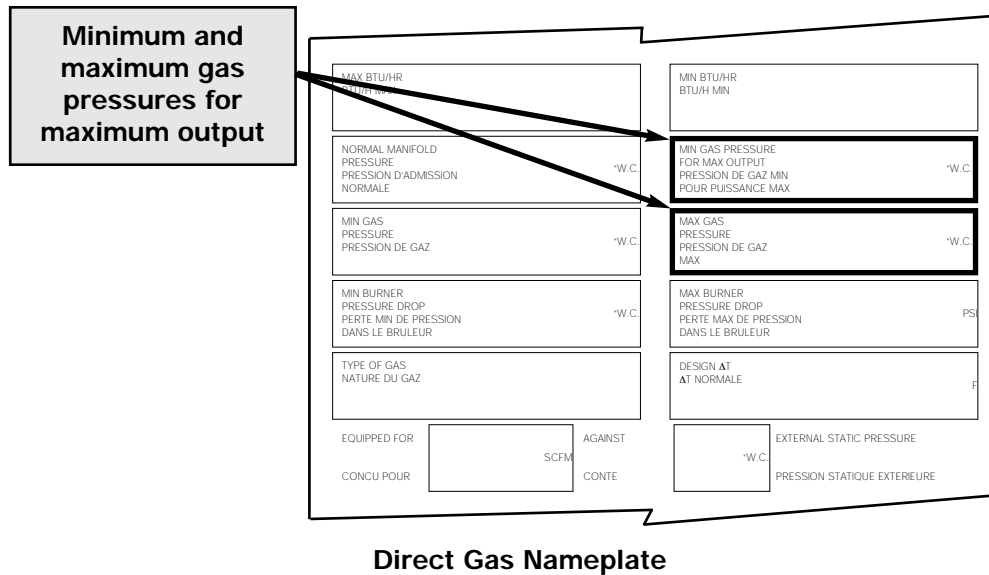 Minimum and
maximum gas
pressures for
maximum output
MAX BTU/HR
BTU/H MAX
MIN BTU/HR
BTU/H MIN
NORMAL MANIFOLD
PRESSURE
PRESSION D'ADMISSION
NORMALE
"W.C.
MIN GAS PRESSURE
FOR MAX OUTPUT
PRESSION DE GAZ MIN
POUR PUISSANCE MAX
"W.C.
MIN GAS
PRESSURE
PRESSION DE GAZ
"W.C.
MAX GAS
PRESSURE
PRESSION DE GAZ
MAX
"W.C.
MIN BURNER
PRESSURE DROP
PERTE MIN DE PRESSION
DANS LE BRULEUR
"W.C.
MAX BURNER
PRESSURE DROP
PERTE MAX DE PRESSION
DANS LE BRULEUR
PSI
TYPE OF GAS
NATURE DU GAZ
DESIGN ΔT
ΔT NORMALE
F
EQUIPPED FOR
SCFM
AGAINST
"W.C.
EXTERNAL STATIC PRESSURE
CONCU POUR
CONTE
PRESSION STATIQUE EXTERIEURE
Direct Gas Nameplate